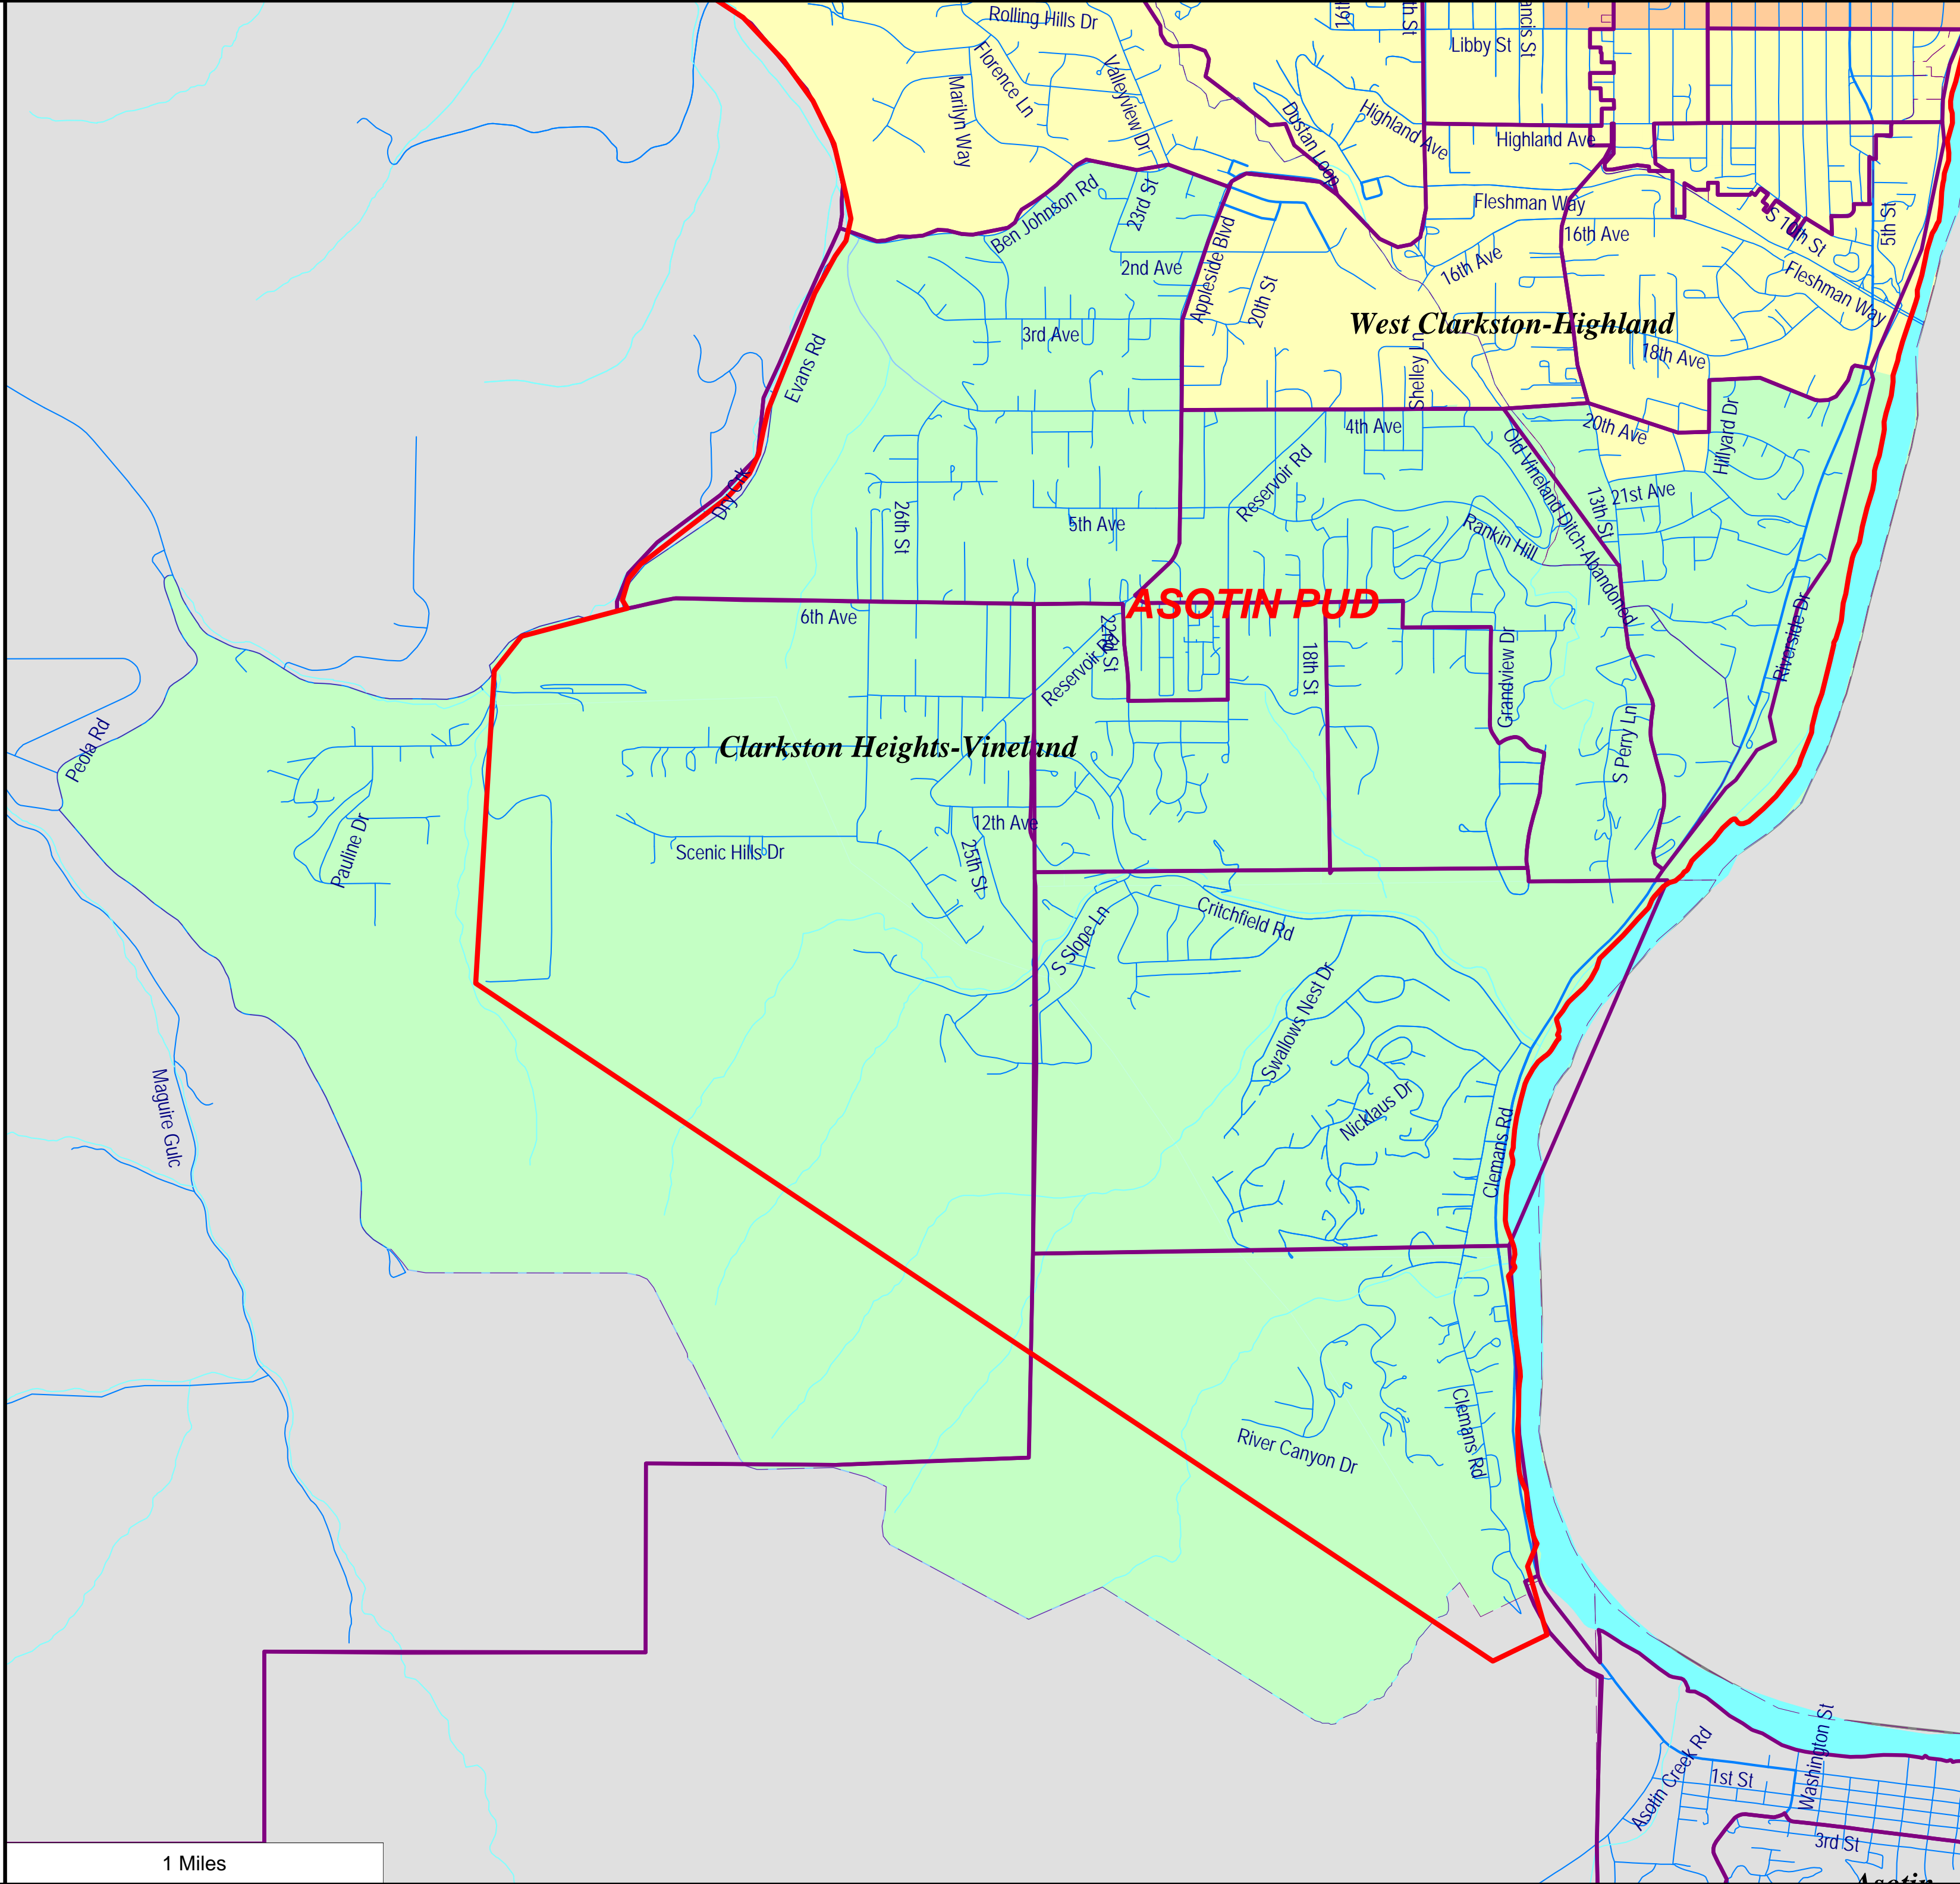 Rolling Hills Dr
Florence Ln
Marilyn Way
Valleyview Dr
Dustan Loop
Highland Ave
Libby St
Highland Ave
Fleshman Way
16th Ave
16th Ave
S 10th St
5th St
Fleshman Way
Ben Johnson Rd
23rd St
2nd Ave
Appleside Blvd
20th St
3rd Ave
West Clarkston-Highland
Shelley Ln
18th Ave
Evans Rd
4th Ave
20th Ave
Hillyard Dr
Dry Crk
26th St
5th Ave
Reservoir Rd
Old Vineland Ditch-Abandoned
13th St
21st Ave
Rankin Hill
ASOTIN PUD
6th Ave
Reservoir Rd
22nd St
18th St
Grandview Dr
S Perry Ln
Riverside Dr
Peola Rd
Clarkston Heights-Vineland
Pauline Dr
Scenic Hills Dr
12th Ave
25th St
S Slope Ln
Critchfield Rd
Swallows Nest Dr
Nicklaus Dr
Clemans Rd
Maguire Gulc
River Canyon Dr
Clemans Rd
Asotin Creek Rd
1st St
Washington St
3rd St
1 Miles